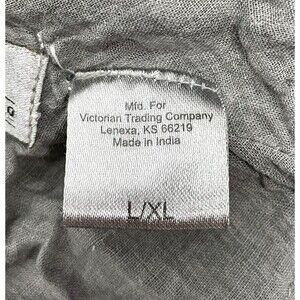 Mfd. For
Victorian Trading Company
Lenexa, KS 66219
Made in India
L/XL